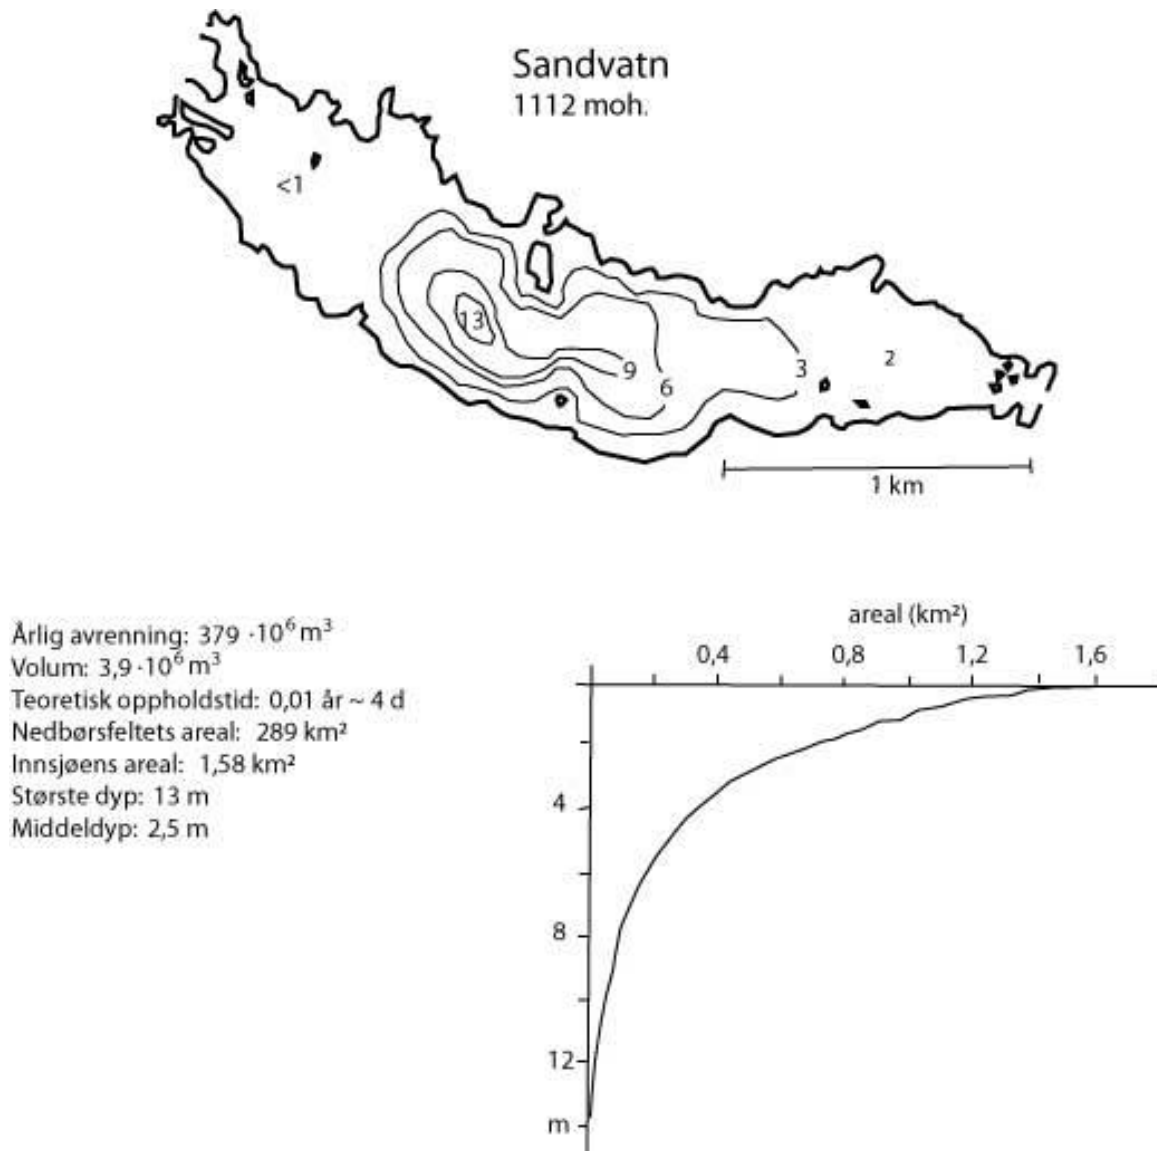 Sandvatn
1112 moh.
<1
13
9
6
3
2
1 km
Årlig avrenning: 379 ·10⁶ m³
Volum: 3,9 ·10⁶ m³
Teoretisk oppholdstid: 0,01 år ~ 4 d
Nedbørsfeltets areal: 289 km²
Innsjøens areal: 1,58 km²
Største dyp: 13 m
Middeldyp: 2,5 m
areal (km²)
0,4 0,8 1,2 1,6
4
8
12
m